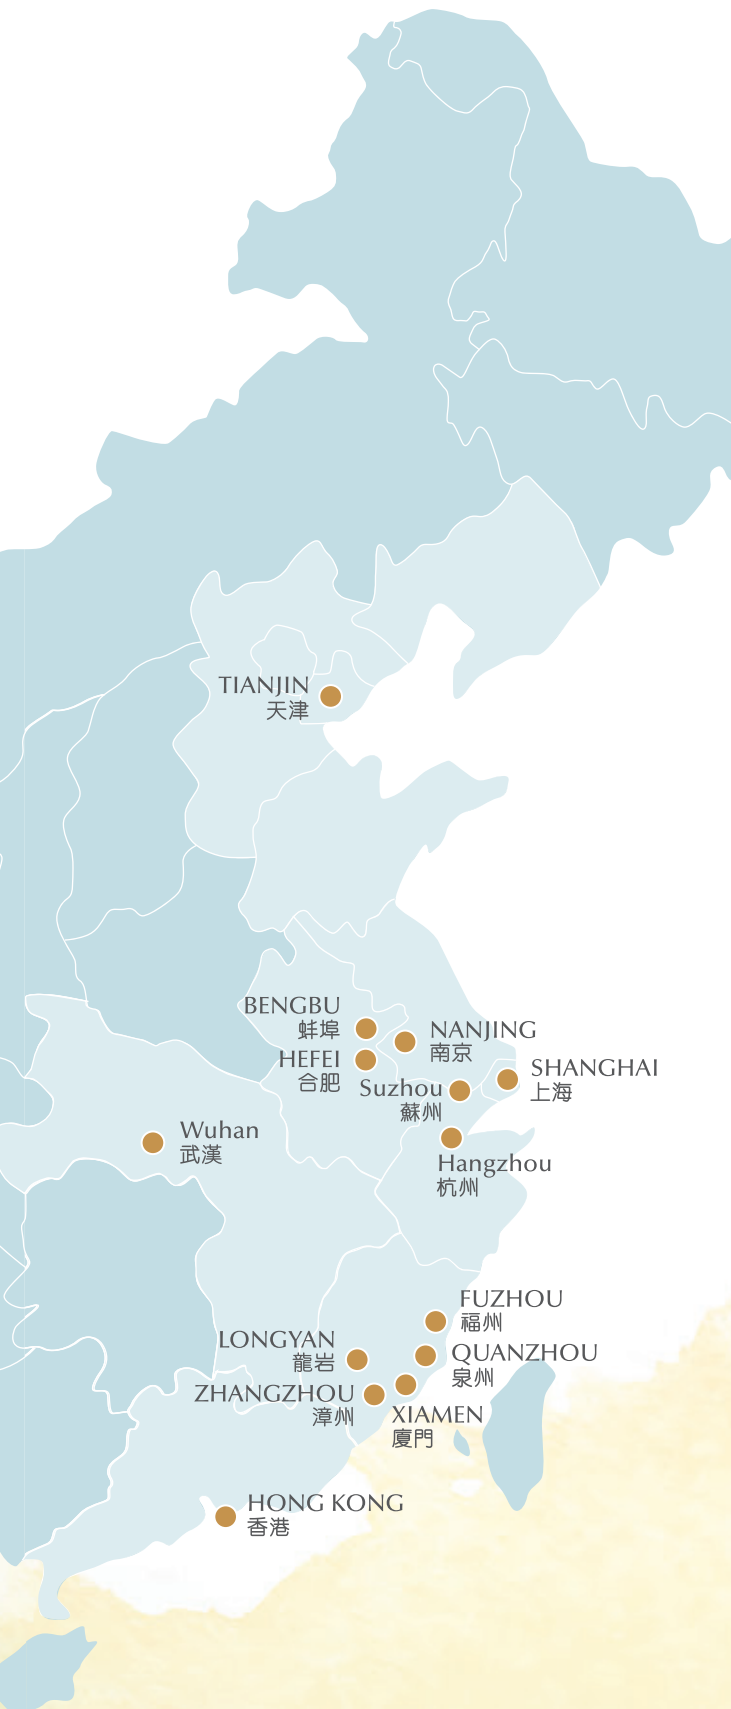 TIANJIN
天津
BENGBU
蚌埠
NANJING
南京
HEFEI
合肥
SHANGHAI
上海
Suzhou
蘇州
Wuhan
武漢
Hangzhou
杭州
FUZHOU
福州
LONGYAN
龍岩
QUANZHOU
泉州
ZHANGZHOU
漳州
XIAMEN
廈門
HONG KONG
香港